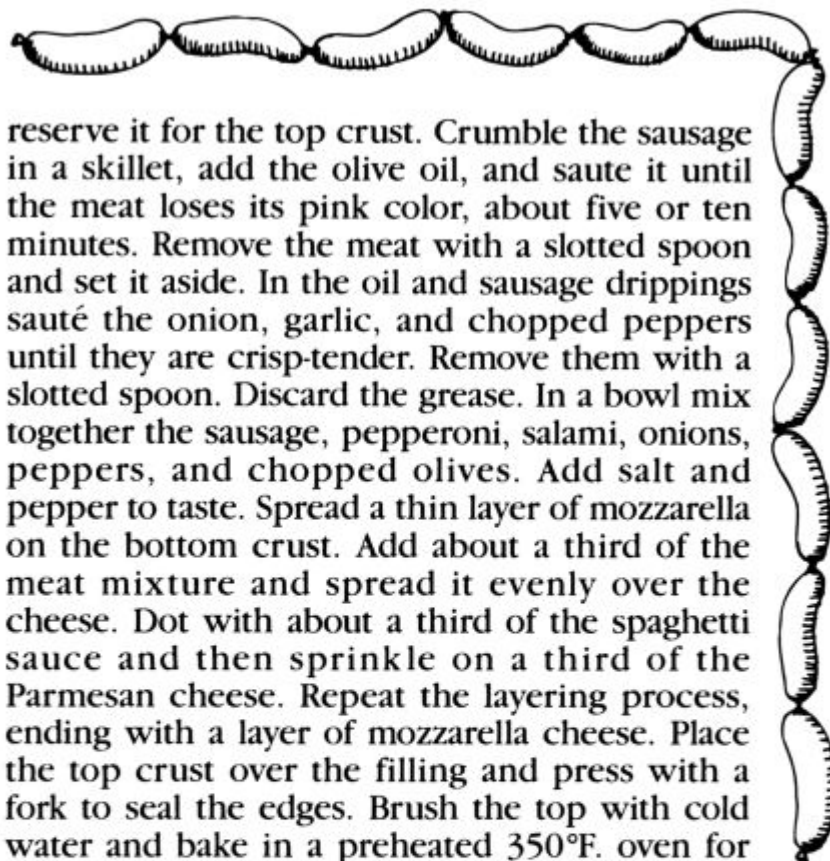 reserve it for the top crust. Crumble the sausage
in a skillet, add the olive oil, and saute it until
the meat loses its pink color, about five or ten
minutes. Remove the meat with a slotted spoon
and set it aside. In the oil and sausage drippings
sauté the onion, garlic, and chopped peppers
until they are crisp-tender. Remove them with a
slotted spoon. Discard the grease. In a bowl mix
together the sausage, pepperoni, salami, onions,
peppers, and chopped olives. Add salt and
pepper to taste. Spread a thin layer of mozzarella
on the bottom crust. Add about a third of the
meat mixture and spread it evenly over the
cheese. Dot with about a third of the spaghetti
sauce and then sprinkle on a third of the
Parmesan cheese. Repeat the layering process,
ending with a layer of mozzarella cheese. Place
the top crust over the filling and press with a
fork to seal the edges. Brush the top with cold
water and bake in a preheated 350°F. oven for